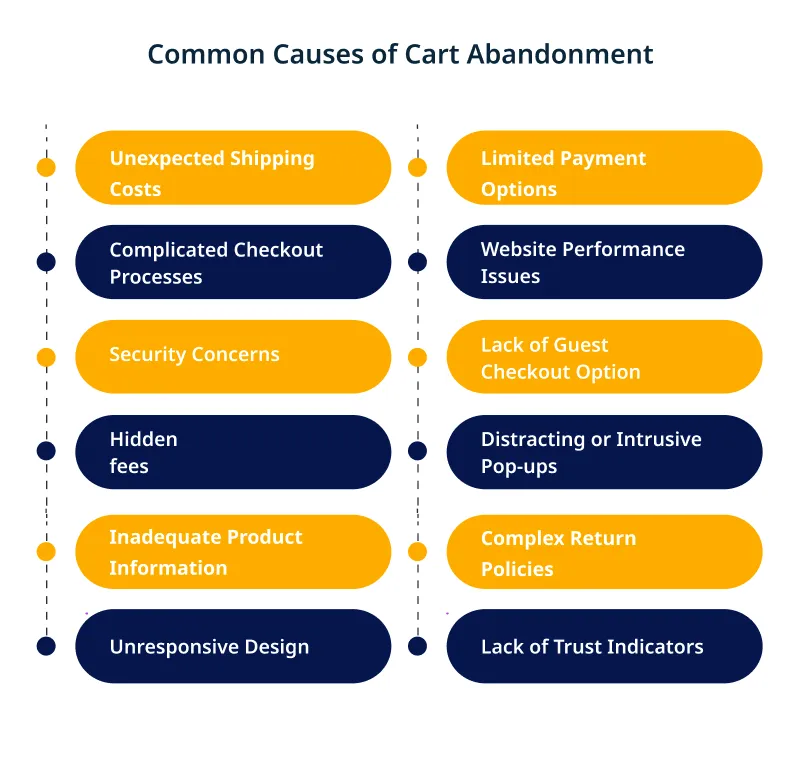 Common Causes of Cart Abandonment
Unexpected Shipping
Costs
Complicated Checkout
Processes
Security Concerns
Hidden
fees
Inadequate Product
Information
Unresponsive Design
Limited Payment
Options
Website Performance
Issues
Lack of Guest
Checkout Option
Distracting or Intrusive
Pop-ups
Complex Return
Policies
Lack of Trust Indicators